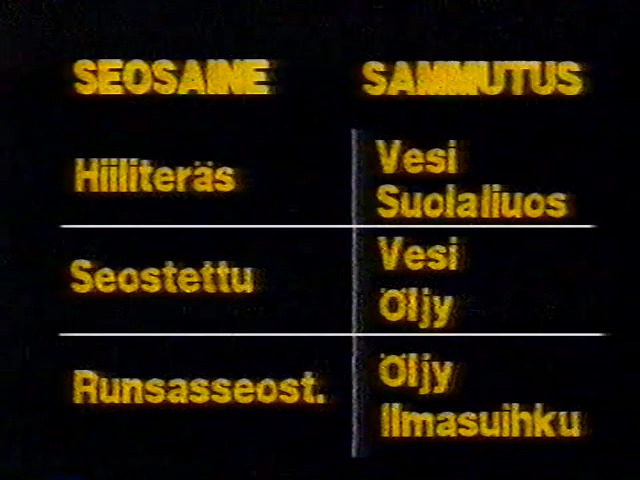 SEOSAINE SAMMUTUS
Hiiliteräs Vesi
Suolaliuos
Seostettu Vesi
Öljy
Runsasseost. Öljy
Ilmasuihku